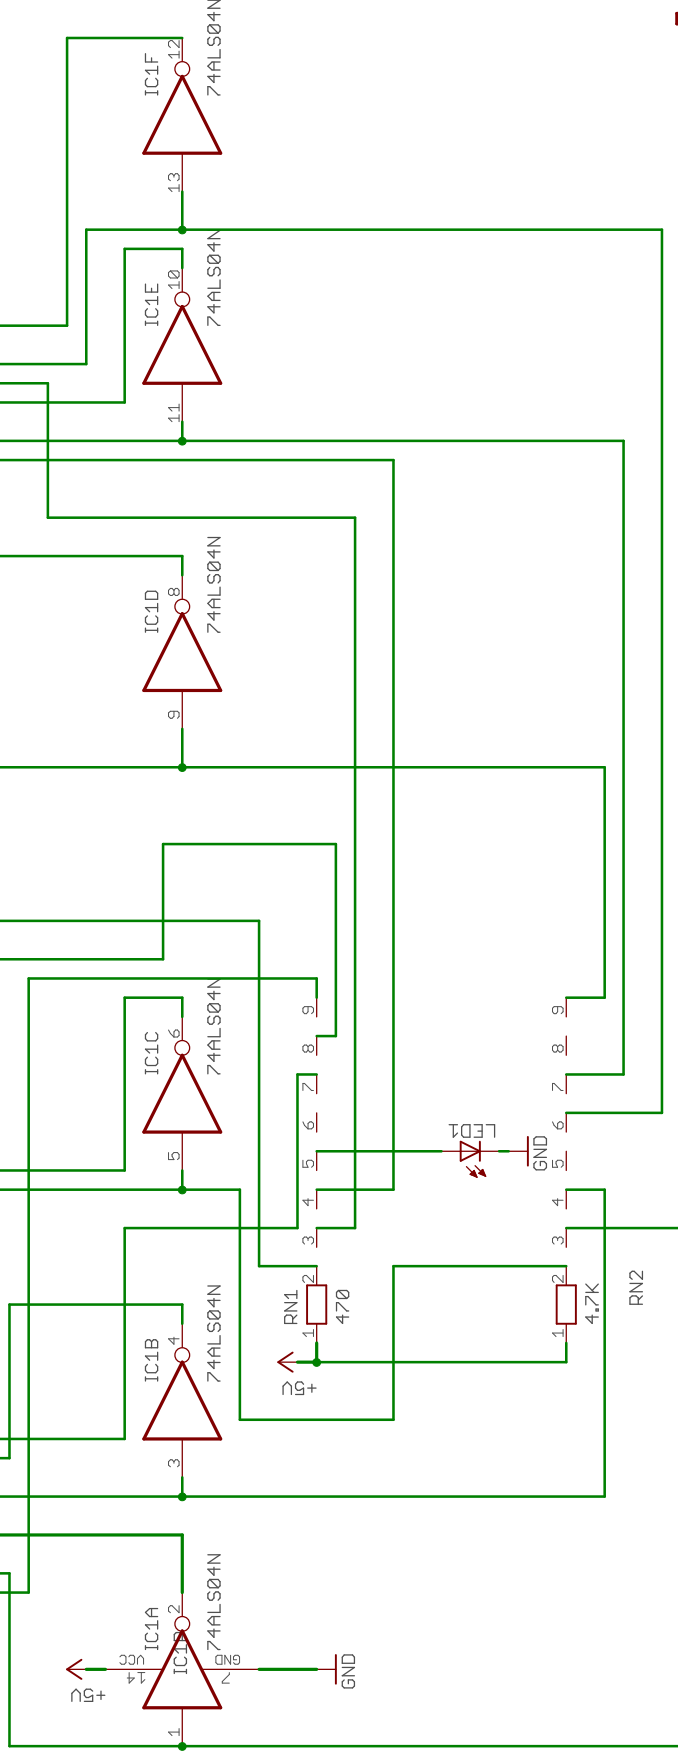 12
IC1F
74ALS04N
13
10
IC1E
74ALS04N
11
8
IC1D
74ALS04N
9
6
IC1C
74ALS04N
5
9
8
7
6
5
4
3
2
1
RN1
470
+5V
LED1
GND
9
8
7
6
5
4
3
2
1
4.7K
RN2
4
IC1B
74ALS04N
3
2
IC1A
74ALS04N
IC1P
VCC
14
GND
7
+5V
GND
1